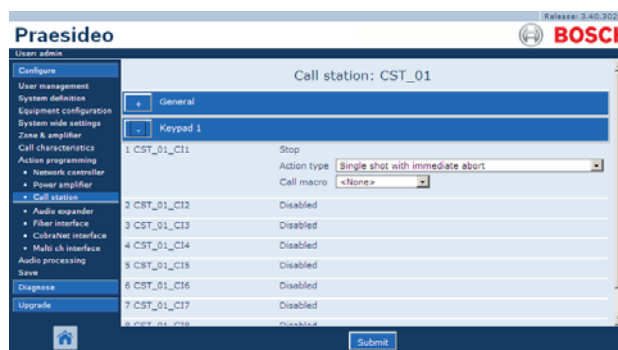 Release: 3.40.302
Praesideo
BOSCH
User: admin
Configure
User management
System definition
Equipment configuration
System wide settings
Zone & amplifier
Call characteristics
Action programming
• Network controller
• Power amplifier
• Call station
• Audio expander
• Fiber interface
• CobraNet interface
• Multi ch interface
Audio processing
Save
Diagnose
Upgrade
Call station: CST_01
+ General
- Keypad 1
1 CST_01_CI1 Stop
Action type Single shot with immediate abort
Call macro <None>
2 CST_01_CI2 Disabled
3 CST_01_CI3 Disabled
4 CST_01_CI4 Disabled
5 CST_01_CI5 Disabled
6 CST_01_CI6 Disabled
7 CST_01_CI7 Disabled
8 CST_01_CI8 Disabled
Submit